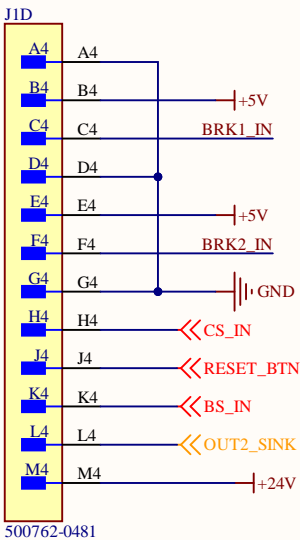 J1D
A4 A4
B4 B4 +5V
C4 C4 BRK1_IN
D4 D4
E4 E4 +5V
F4 F4 BRK2_IN
G4 G4 GND
H4 H4 CS_IN
J4 J4 RESET_BTN
K4 K4 BS_IN
L4 L4 OUT2_SINK
M4 M4 +24V
500762-0481